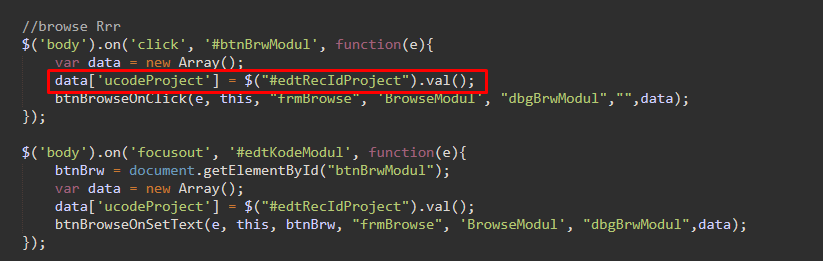 //browse Rrr
$('body').on('click', '#btnBrwModul', function(e){
var data = new Array();
data['ucodeProject'] = $("#edtRecIdProject").val();
btnBrowseOnClick(e, this, "frmBrowse", 'BrowseModul', "dbgBrwModul","",data);
});
$('body').on('focusout', '#edtKodeModul', function(e){
btnBrw = document.getElementById("btnBrwModul");
var data = new Array();
data['ucodeProject'] = $("#edtRecIdProject").val();
btnBrowseOnSetText(e, this, btnBrw, "frmBrowse", 'BrowseModul', "dbgBrwModul",data);
});